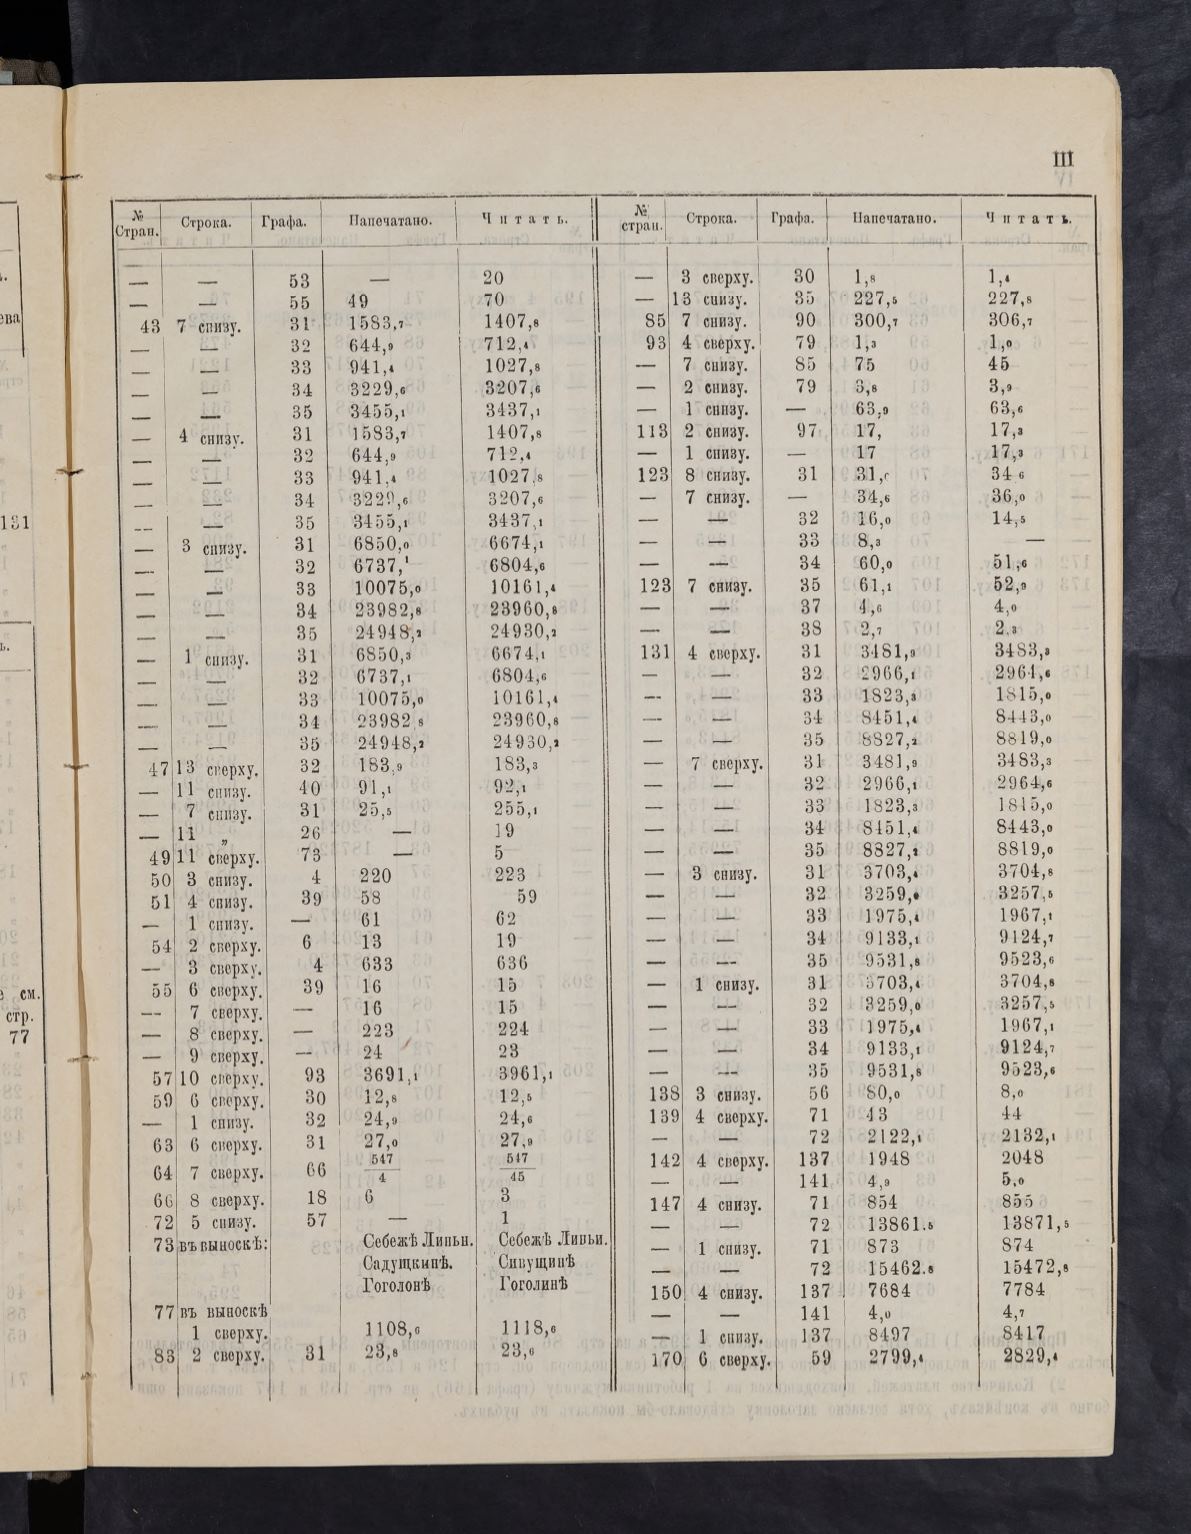 III
№ Стран. Строка. Графа. Напечатано. Читать.
— — 53 — 20
— — 55 49 70
43 7 снизу. 31 1583,7 1407,8
— — 32 644,9 712,4
— — 33 941,4 1027,8
— — 34 3229,6 3207,6
— — 35 3455,1 3437,1
— 4 снизу. 31 1583,7 1407,8
— — 32 644,9 712,4
— — 33 941,4 1027,8
— — 34 3229,6 3207,6
— — 35 3455,1 3437,1
— 3 снизу. 31 6850,0 6674,1
— — 32 6737,1 6804,6
— — 33 10075,0 10161,4
— — 34 23982,8 23960,8
— — 35 24948,2 24930,2
— 1 снизу. 31 6850,3 6674,1
— — 32 6737,1 6804,6
— — 33 10075,0 10161,4
— — 34 23982 8 23960,8
— — 35 24948,2 24930,2
47 13 сверху. 32 183,9 183,3
— 11 снизу. 40 91,1 92,1
— 7 снизу. 31 25,5 255,1
— 11 „ 26 — 19
49 11 сверху. 73 — 5
50 3 снизу. 4 220 223
51 4 снизу. 39 58 59
— 1 снизу. — 61 62
54 2 сверху. 6 13 19
— 3 сверху. 4 633 636
55 6 сверху. 39 16 15
— 7 сверху. — 16 15
— 8 сверху. — 223 224
— 9 сверху. — 24 23
57 10 сверху. 93 3691,1 3961,1
59 6 сверху. 30 12,8 12,5
— 1 снизу. 32 24,9 24,6
63 6 сверху. 31 27,0 27,9
64 7 сверху. 66 547/4 547/45
66 8 сверху. 18 6 3
72 5 снизу. 57 — 1
73 въ выноскѣ: Себежѣ Линьи. Себежѣ Линьи.
Садущкинѣ. Сивущинѣ
Гоголонѣ Гоголинѣ
77 въ выноскѣ
1 сверху. 1108,6 1118,6
83 2 сверху. 31 23,8 23,6
№ стран. Строка. Графа. Напечатано. Читать.
— 3 сверху. 30 1,8 1,4
— 13 снизу. 35 227,5 227,8
85 7 снизу. 90 300,7 306,7
93 4 сверху. 79 1,3 1,0
— 7 снизу. 85 75 45
— 2 снизу. 79 3,8 3,9
— 1 снизу. — 63,9 63,6
113 2 снизу. 97 17, 17,3
— 1 снизу. — 17 17,3
123 8 снизу. 31 31, 34 6
— 7 снизу. — 34,6 36,0
— — 32 16,0 14,5
— — 33 8,3 —
— — 34 60,0 51,6
123 7 снизу. 35 61,1 52,9
— — 37 4,6 4,0
— — 38 2,7 2,3
131 4 сверху. 31 3481,9 3483,3
— — 32 2966,1 2964,6
— — 33 1823,3 1815,0
— — 34 8451,4 8443,0
— — 35 8827,2 8819,0
— 7 сверху. 31 3481,9 3483,3
— — 32 2966,1 2964,6
— — 33 1823,3 1815,0
— — 34 8451,4 8443,0
— — 35 8827,2 8819,0
— 3 снизу. 31 3703,4 3704,8
— — 32 3259,0 3257,5
— — 33 1975,4 1967,1
— — 34 9133,1 9124,7
— — 35 9531,8 9523,6
— 1 снизу. 31 3703,4 3704,8
— — 32 3259,0 3257,5
— — 33 1975,4 1967,1
— — 34 9133,1 9124,7
— — 35 9531,8 9523,6
138 3 снизу. 56 80,0 8,0
139 4 сверху. 71 43 44
— — 72 2122,1 2132,1
142 4 сверху. 137 1948 2048
— — 141 4,9 5,0
147 4 снизу. 71 854 855
— — 72 13861.5 13871,5
— 1 снизу. 71 873 874
— — 72 15462.8 15472,8
150 4 снизу. 137 7684 7784
— — 141 4,0 4,7
— 1 снизу. 137 8497 8417
170 6 сверху. 59 2799,4 2829,4
131
см.
стр.
77